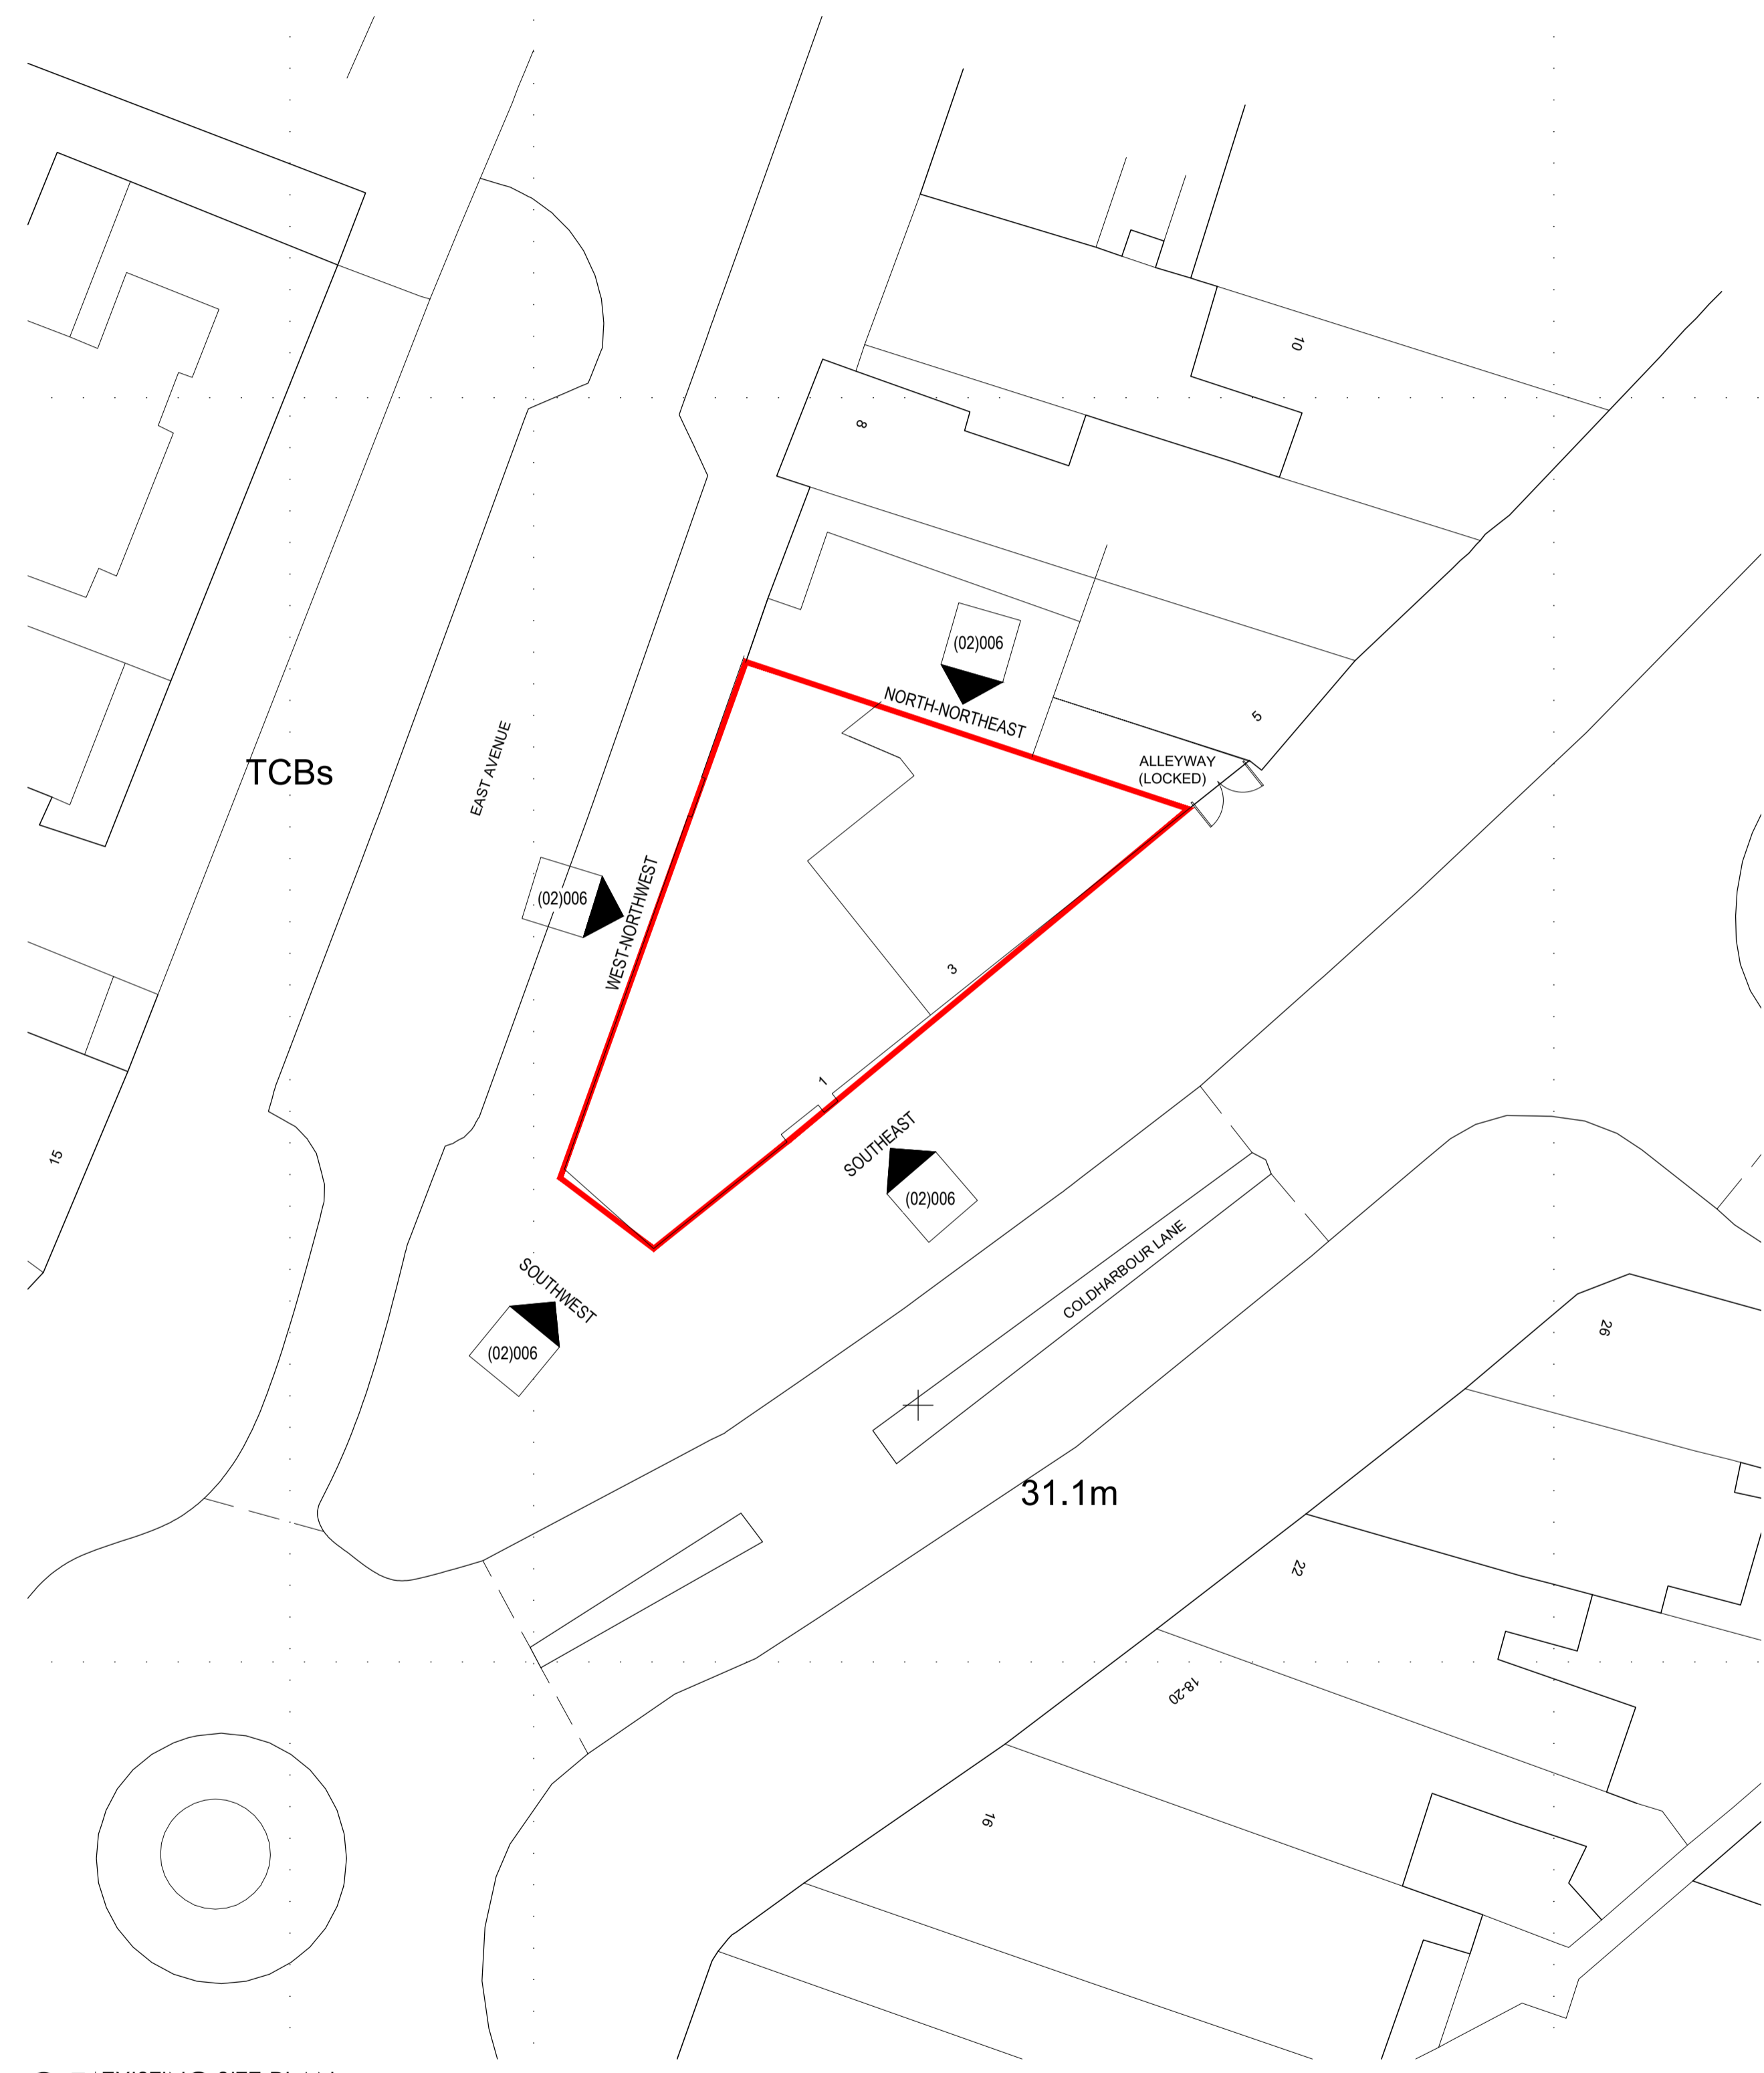 10
8
(02)006
NORTH-NORTHEAST
5
ALLEYWAY
(LOCKED)
TCBs
EAST AVENUE
(02)006
WEST-NORTHWEST
3
1
SOUTHEAST
(02)006
15
COLDHARBOUR LANE
SOUTHWEST
(02)006
26
31.1m
22
18-20
16